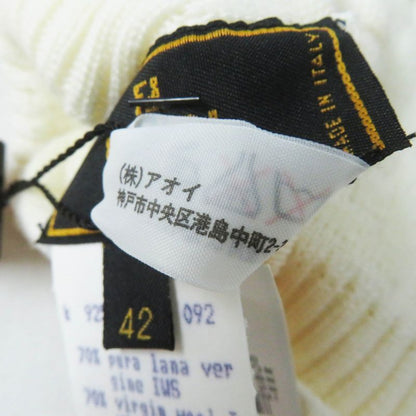 MADE IN ITALY
(株)アオイ
神戸市中央区港島中町2-
42
092
70% pura lana ver
gine IWS
70% virgin wool